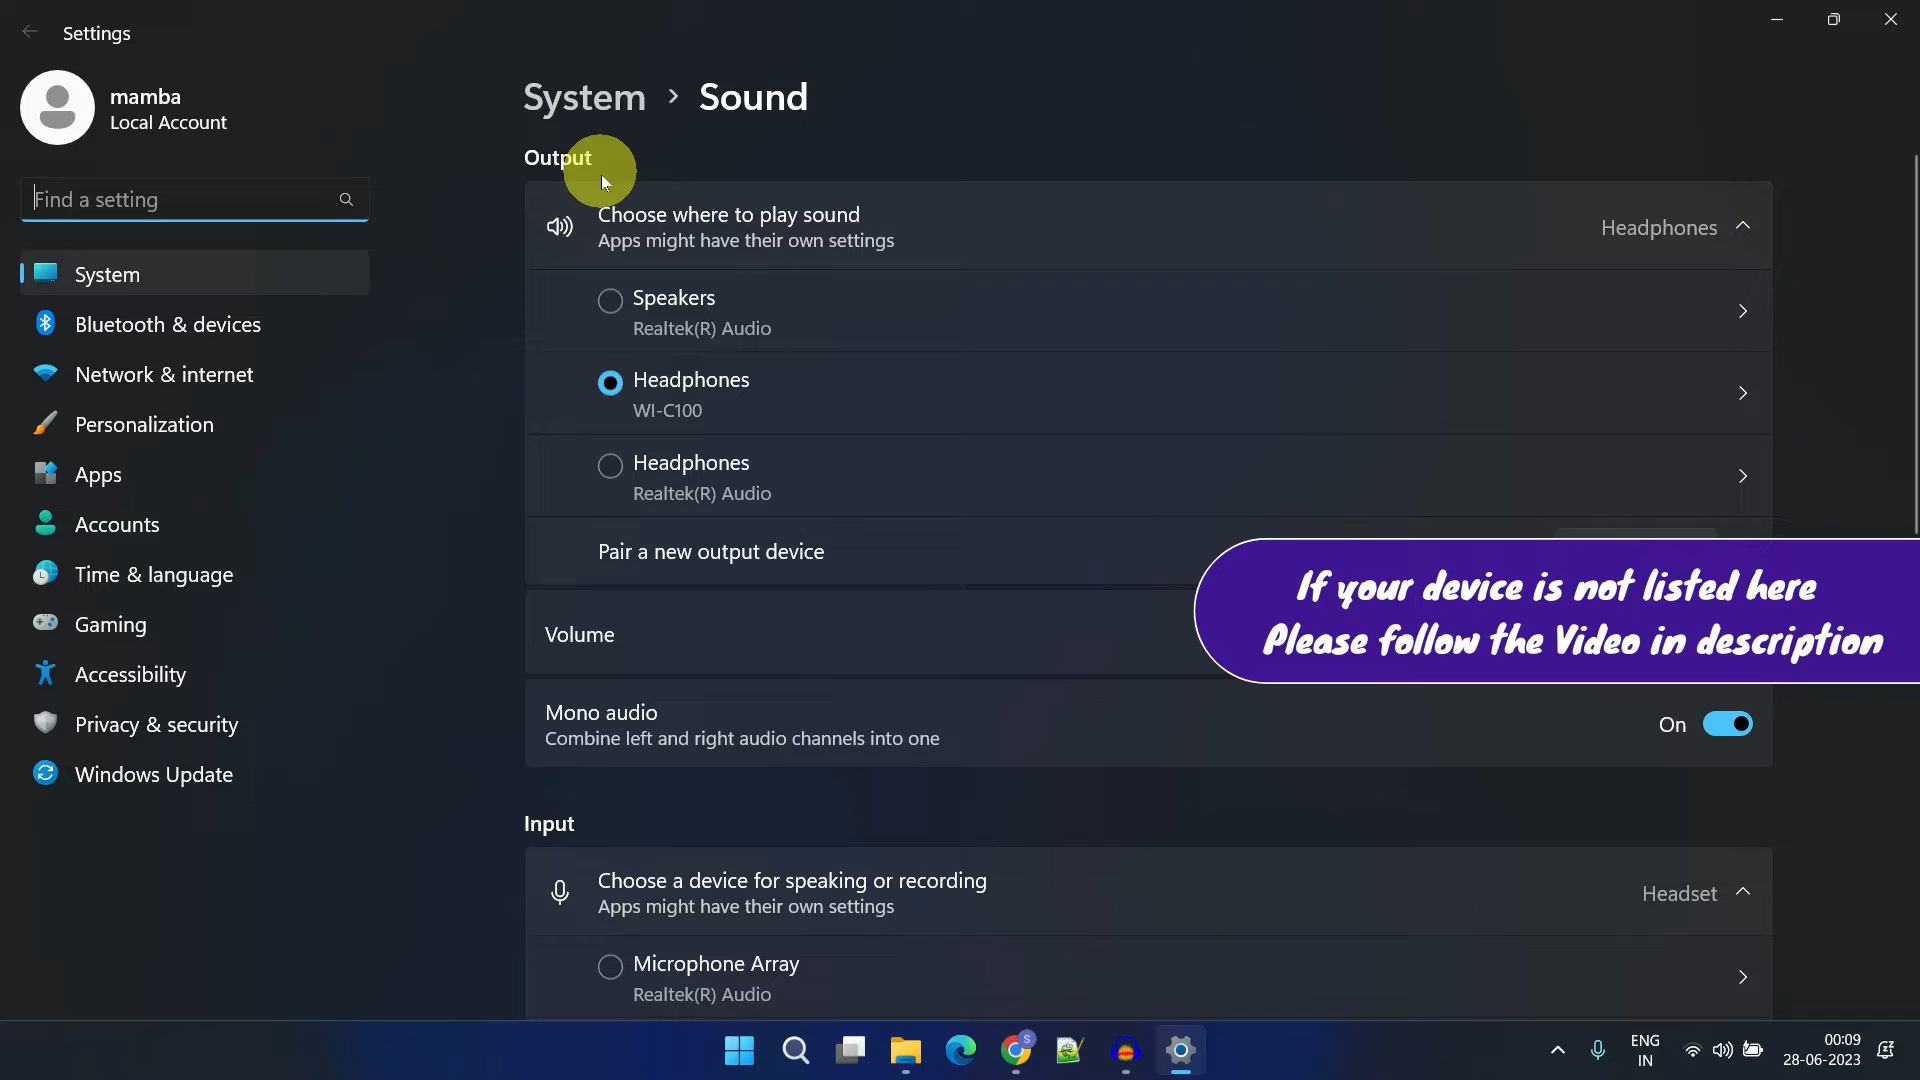 Settings
mamba
Local Account
Find a setting
System
Bluetooth & devices
Network & internet
Personalization
Apps
Accounts
Time & language
Gaming
Accessibility
Privacy & security
Windows Update
System > Sound
Output
Choose where to play sound
Apps might have their own settings
Headphones
Speakers
Realtek(R) Audio
Headphones
WI-C100
Headphones
Realtek(R) Audio
Pair a new output device
If your device is not listed here
Please follow the Video in description
Volume
Mono audio
Combine left and right audio channels into one
On
Input
Choose a device for speaking or recording
Apps might have their own settings
Headset
Microphone Array
Realtek(R) Audio
S
ENG
IN
00:09
28-06-2023